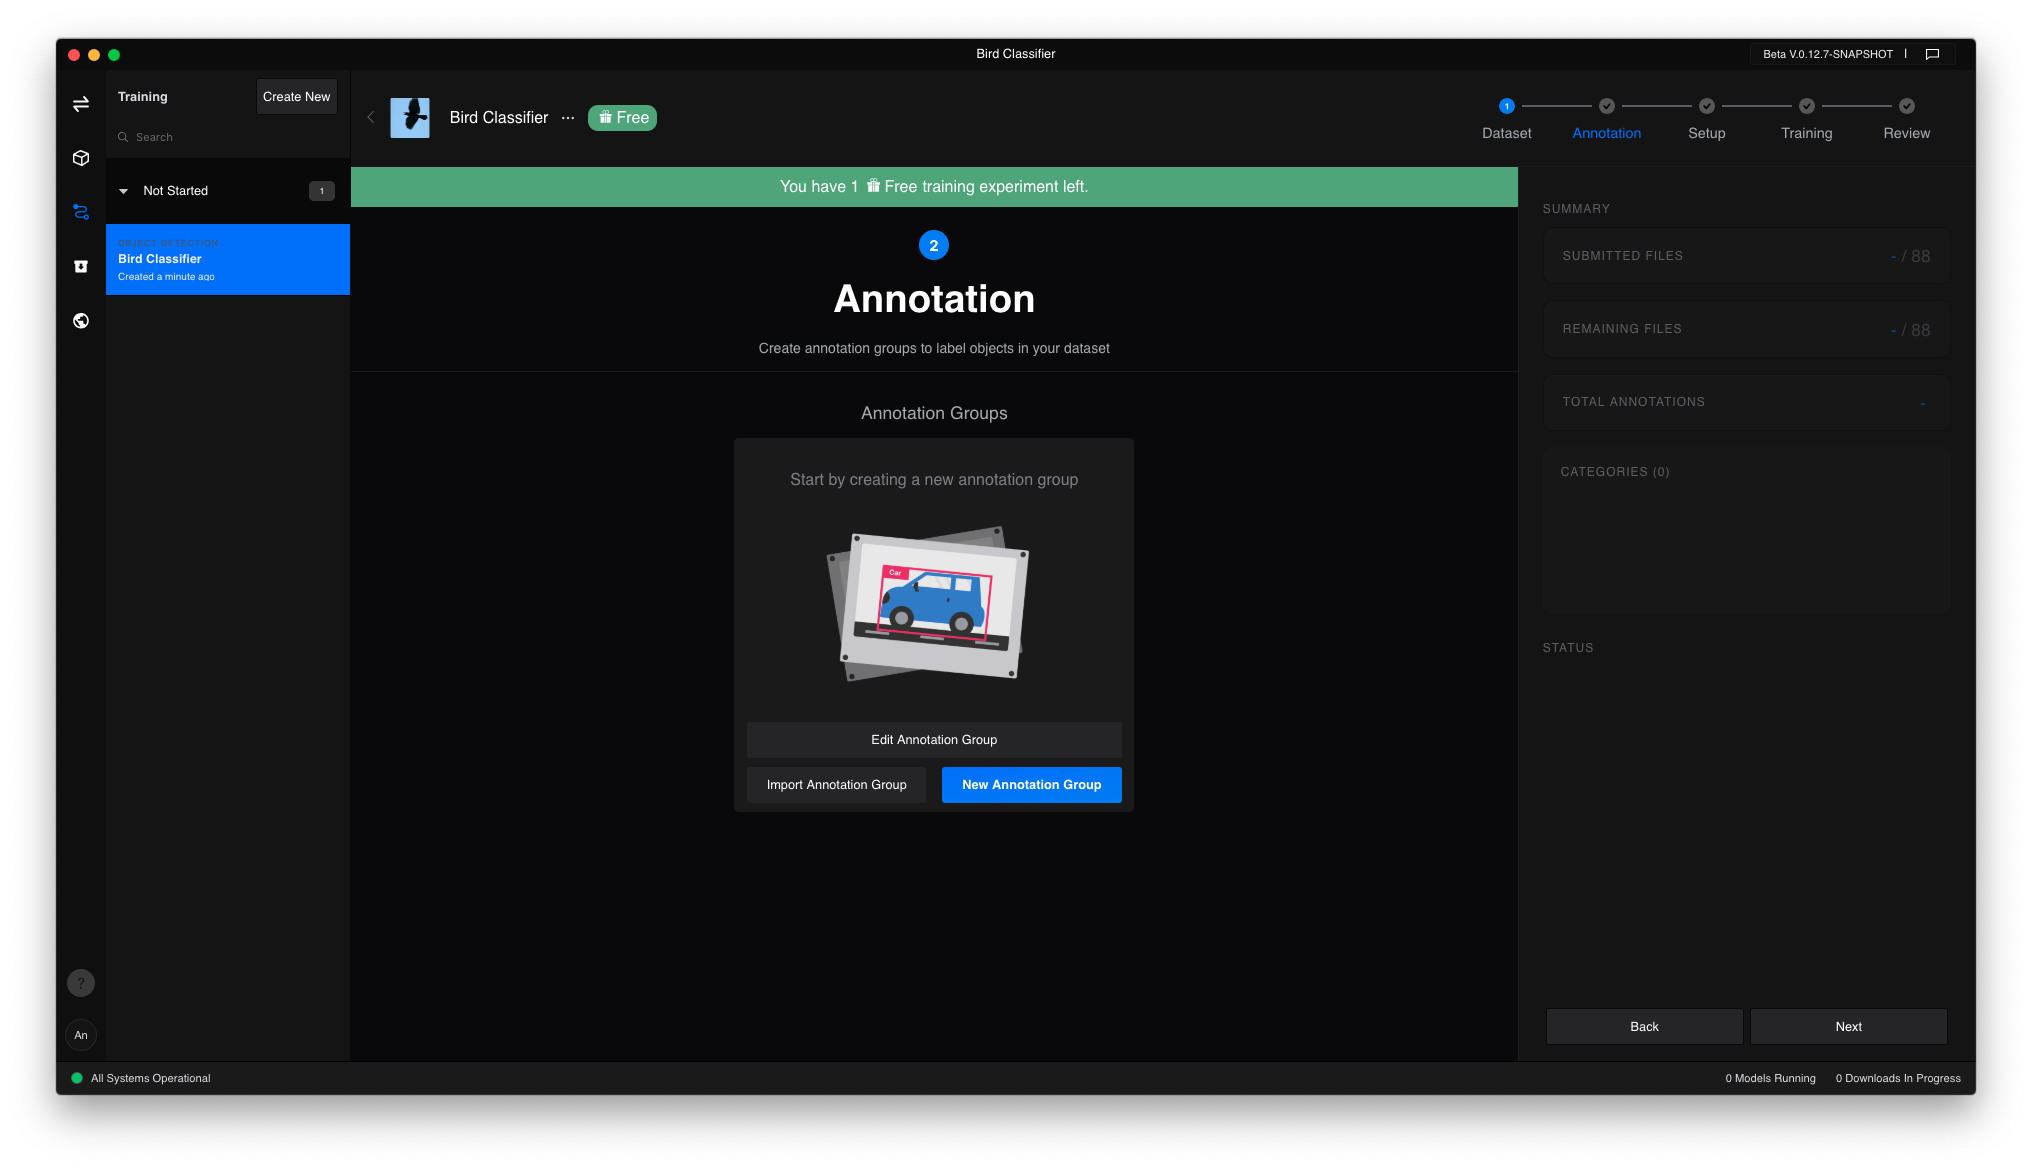 Bird Classifier
Beta V.0.12.7-SNAPSHOT
Training
Create New
Search
Not Started
1
OBJECT DETECTION
Bird Classifier
Created a minute ago
Bird Classifier
Free
1
Dataset
Annotation
Setup
Training
Review
You have 1 Free training experiment left.
2
Annotation
Create annotation groups to label objects in your dataset
Annotation Groups
Start by creating a new annotation group
Car
Edit Annotation Group
Import Annotation Group
New Annotation Group
SUMMARY
SUBMITTED FILES
- / 88
REMAINING FILES
- / 88
TOTAL ANNOTATIONS
-
CATEGORIES (0)
STATUS
Back
Next
?
An
All Systems Operational
0 Models Running
0 Downloads In Progress